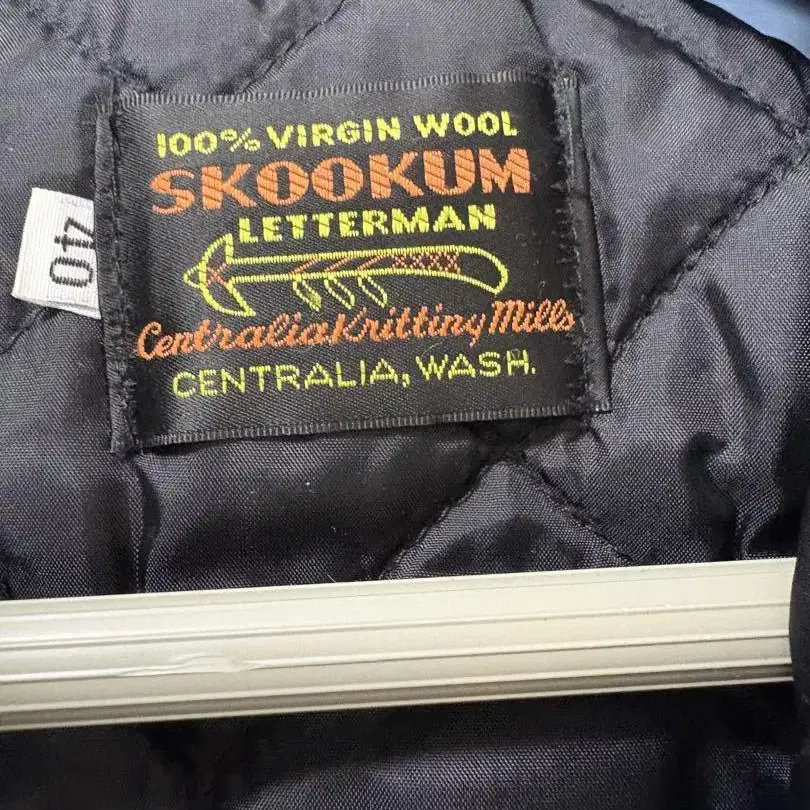 100% VIRGIN WOOL
SKOOKUM
LETTERMAN
Centralia Knitting Mills
CENTRALIA, WASH.
40